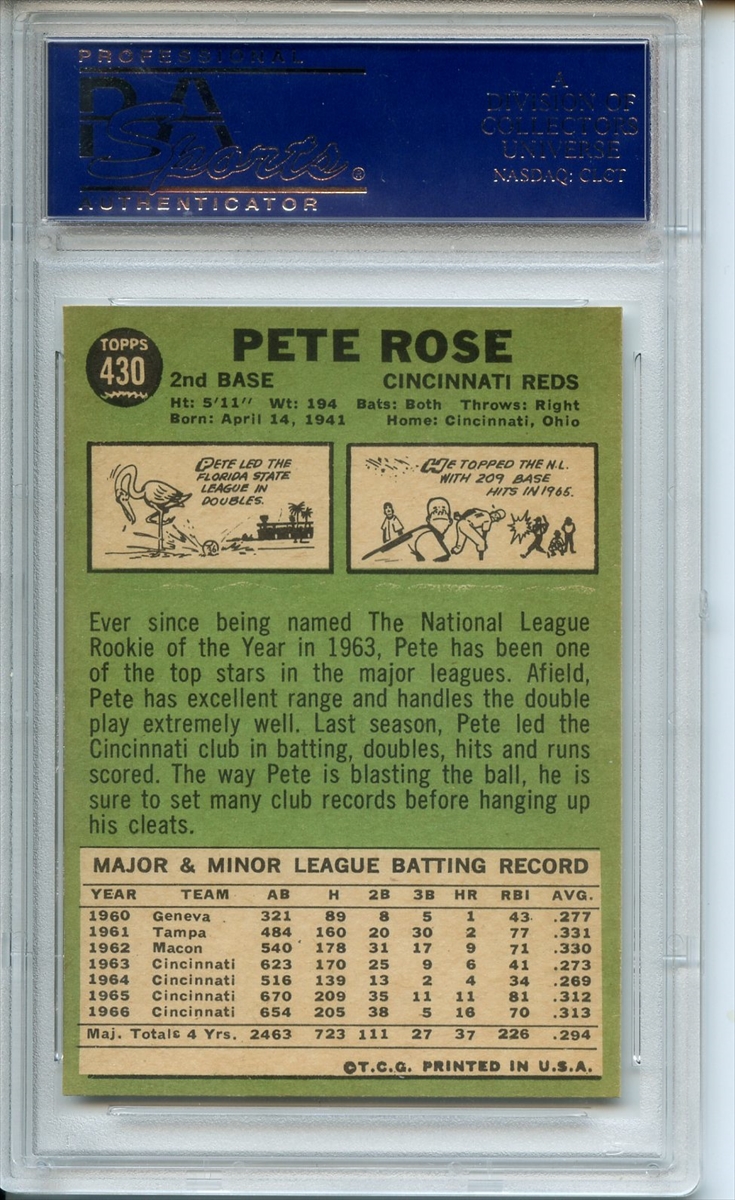 PROFESSIONAL
PSA
Sports®
AUTHENTICATOR
A
DIVISION OF
COLLECTORS
UNIVERSE
NASDAQ: CLCT
TOPPS
430
PETE ROSE
2nd BASE CINCINNATI REDS
Ht: 5'11" Wt: 194 Bats: Both Throws: Right
Born: April 14, 1941 Home: Cincinnati, Ohio
PETE LED THE
FLORIDA STATE
LEAGUE IN
DOUBLES.
HE TOPPED THE N.L.
WITH 209 BASE
HITS IN 1965.
Ever since being named The National League
Rookie of the Year in 1963, Pete has been one
of the top stars in the major leagues. Afield,
Pete has excellent range and handles the double
play extremely well. Last season, Pete led the
Cincinnati club in batting, doubles, hits and runs
scored. The way Pete is blasting the ball, he is
sure to set many club records before hanging up
his cleats.
MAJOR & MINOR LEAGUE BATTING RECORD
YEAR TEAM AB H 2B 3B HR RBI AVG.
1960 Geneva 321 89 8 5 1 43 .277
1961 Tampa 484 160 20 30 2 77 .331
1962 Macon 540 178 31 17 9 71 .330
1963 Cincinnati 623 170 25 9 6 41 .273
1964 Cincinnati 516 139 13 2 4 34 .269
1965 Cincinnati 670 209 35 11 11 81 .312
1966 Cincinnati 654 205 38 5 16 70 .313
Maj. Totals 4 Yrs. 2463 723 111 27 37 226 .294
©T.C.G. PRINTED IN U.S.A.